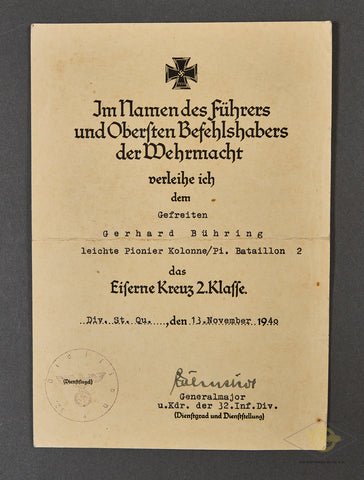 Im Namen des Führers
und Obersten Befehlshabers
der Wehrmacht
verleihe ich
dem
Gefreiten
Gerhard Bühring
leichte Pionier Kolonne/Pi. Bataillon 2
das
Eiserne Kreuz 2.Klasse.
Div. St. Qu. , den 13.November 1940
(Dienstsiegel)
Generalmajor
u.Kdr. der 32.Inf.Div.
(Dienstgrad und Dienststellung)